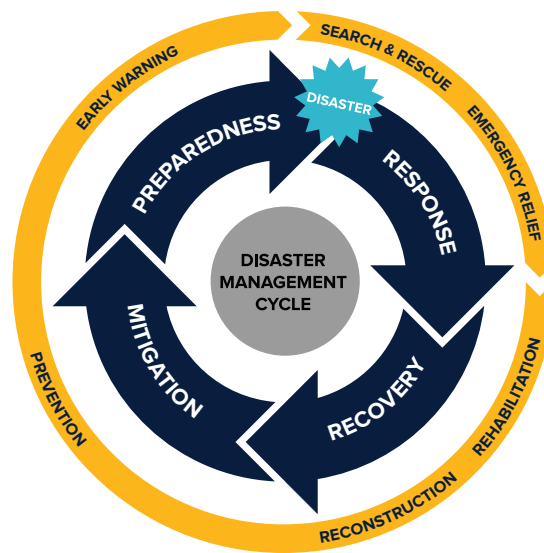 EARLY WARNING
SEARCH & RESCUE
EMERGENCY RELIEF
DISASTER
PREPAREDNESS
RESPONSE
DISASTER
MANAGEMENT
CYCLE
MITIGATION
RECOVERY
PREVENTION
REHABILITATION
RECONSTRUCTION